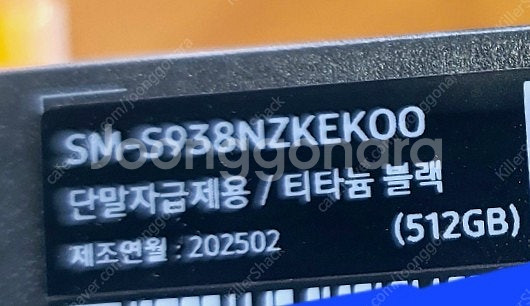 SM-S938NZKEKOO
단말자급제용 / 티타늄 블랙
(512GB)
제조연월 : 202502
Joonggonara